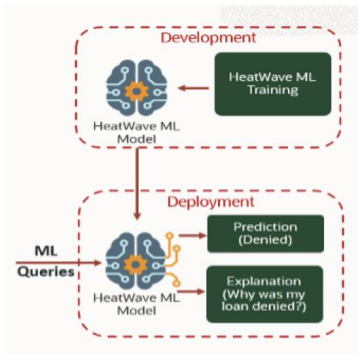 Development
HeatWave ML
Training
HeatWave ML
Model
Deployment
ML
Queries
HeatWave ML
Model
Prediction
(Denied)
Explanation
(Why was my
loan denied?)